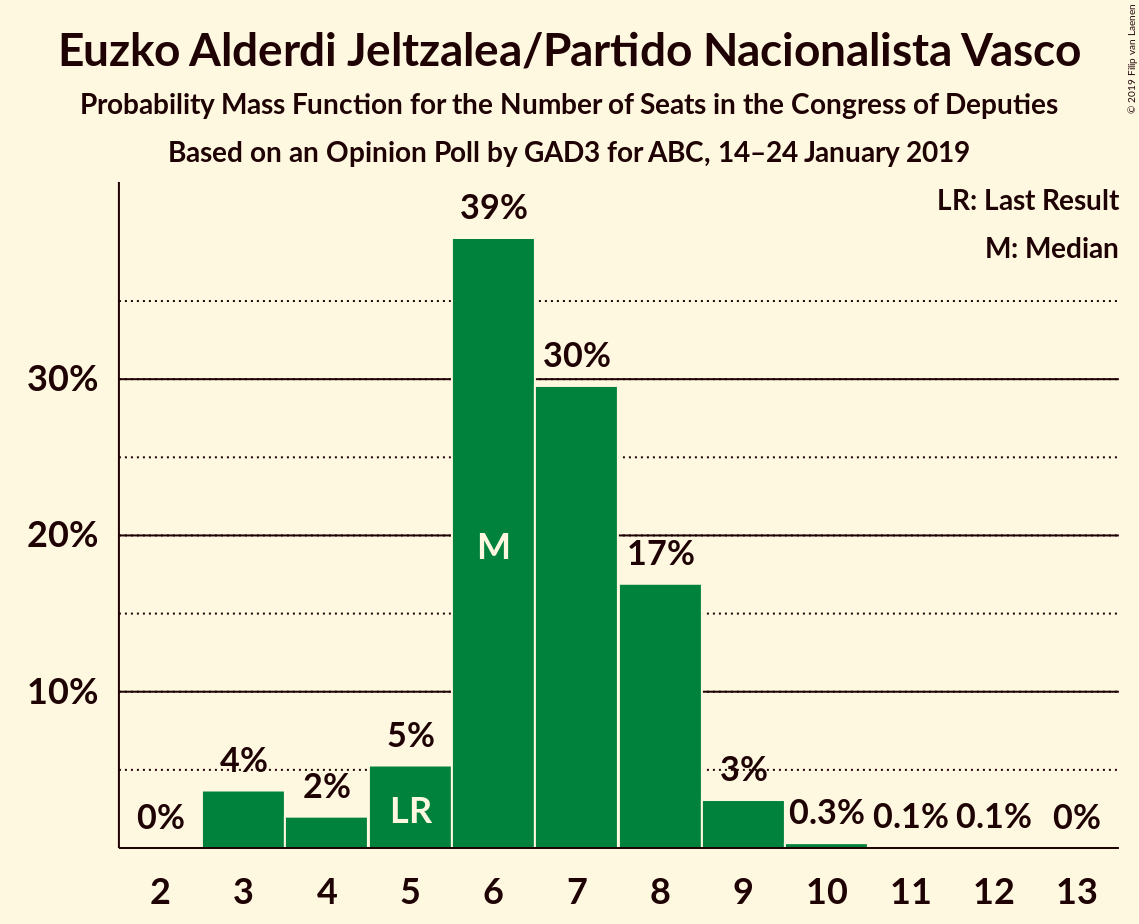 Euzko Alderdi Jeltzalea/Partido Nacionalista Vasco
Probability Mass Function for the Number of Seats in the Congress of Deputies
Based on an Opinion Poll by GAD3 for ABC, 14–24 January 2019
© 2019 Filip van Laenen
LR: Last Result
M: Median
39%
30%
30%
20%
17%
M
10%
5%
4%
2%
3%
LR
0%
0.3%
0.1%
0.1%
0%
2 3 4 5 6 7 8 9 10 11 12 13